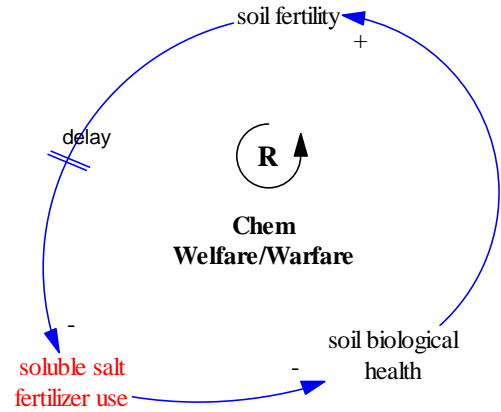 soil fertility
+
delay
R
Chem
Welfare/Warfare
-
soluble salt
fertilizer use
-
soil biological
health